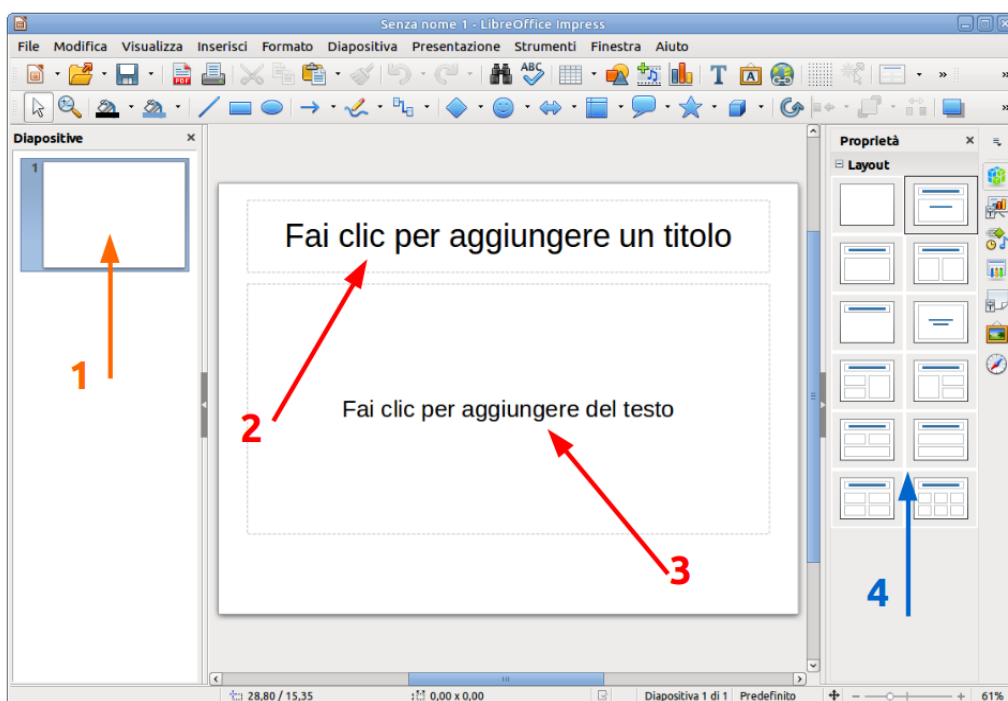 Senza nome 1 - LibreOffice Impress
File Modifica Visualizza Inserisci Formato Diapositiva Presentazione Strumenti Finestra Aiuto
PDF ABC T A
Diapositive
Proprietà
Layout
1
Fai clic per aggiungere un titolo
1
2
Fai clic per aggiungere del testo
3
4
28,80 / 15,35 0,00 x 0,00 Diapositiva 1 di 1 Predefinito 61%